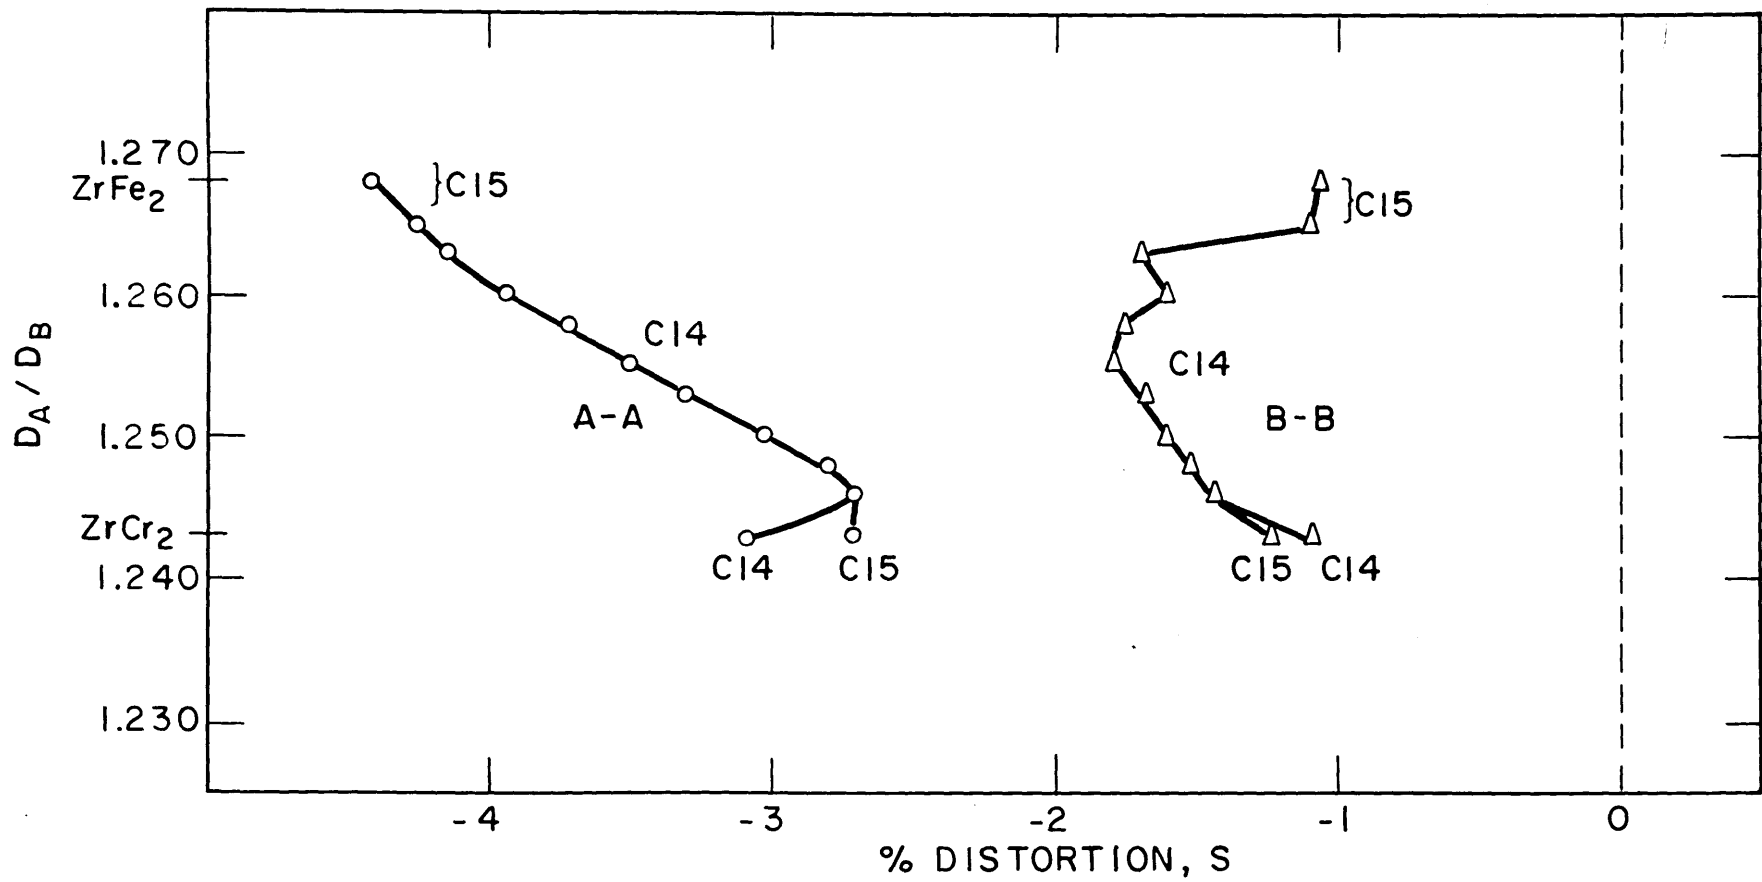 1.270
ZrFe2
}C15
}C15
1.260
C14
C14
DA/DB
A-A
B-B
1.250
ZrCr2
C14
C15
C15
C14
1.240
1.230
-4
-3
-2
-1
0
% DISTORTION, S